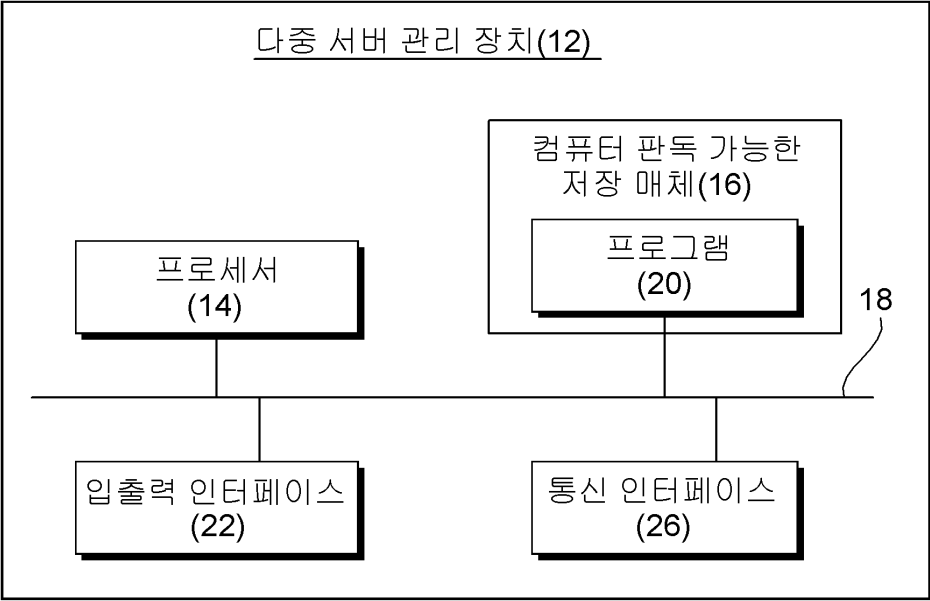 다중 서버 관리 장치(12)
컴퓨터 판독 가능한
저장 매체(16)
프로그램
(20)
프로세서
(14)
18
입출력 인터페이스
(22)
통신 인터페이스
(26)